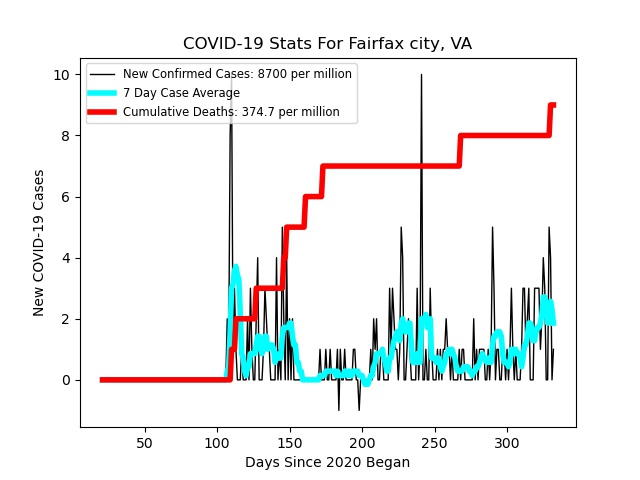 COVID-19 Stats For Fairfax city, VA
New Confirmed Cases: 8700 per million
7 Day Case Average
Cumulative Deaths: 374.7 per million
New COVID-19 Cases
10
8
6
4
2
0
50
100
150
200
250
300
Days Since 2020 Began